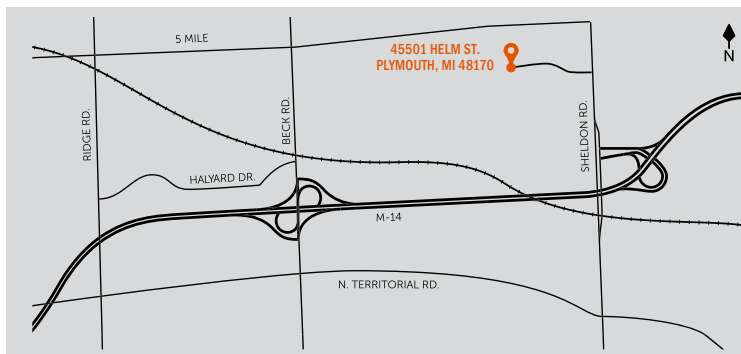 5 MILE
45501 HELM ST.
PLYMOUTH, MI 48170
N
RIDGE RD.
BECK RD.
SHELDON RD.
HALYARD DR.
M-14
N. TERRITORIAL RD.